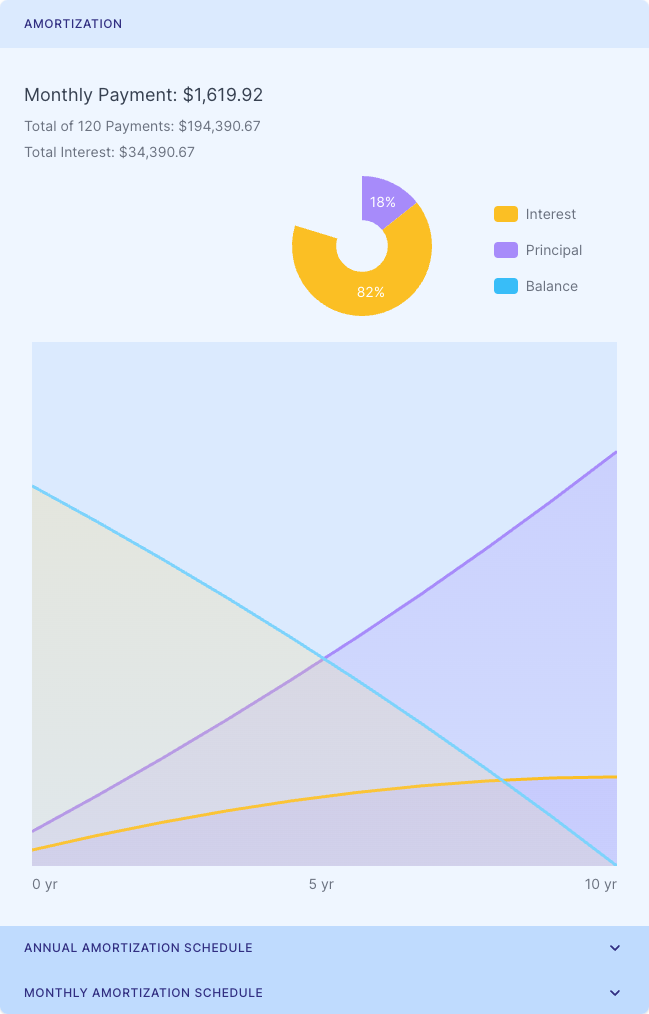 AMORTIZATION
Monthly Payment: $1,619.92
Total of 120 Payments: $194,390.67
Total Interest: $34,390.67
18%
82%
Interest
Principal
Balance
0 yr 5 yr 10 yr
ANNUAL AMORTIZATION SCHEDULE
MONTHLY AMORTIZATION SCHEDULE